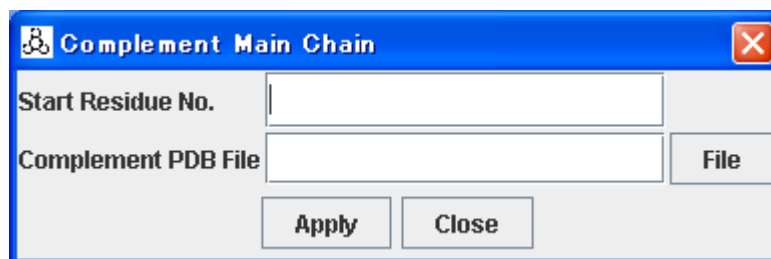 Complement Main Chain
Start Residue No.
Complement PDB File File
Apply Close